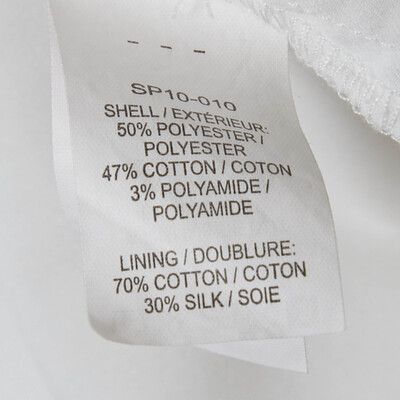 - - -
SP10-010
SHELL / EXTÉRIEUR:
50% POLYESTER /
POLYESTER
47% COTTON / COTON
3% POLYAMIDE /
POLYAMIDE
LINING / DOUBLURE:
70% COTTON / COTON
30% SILK / SOIE